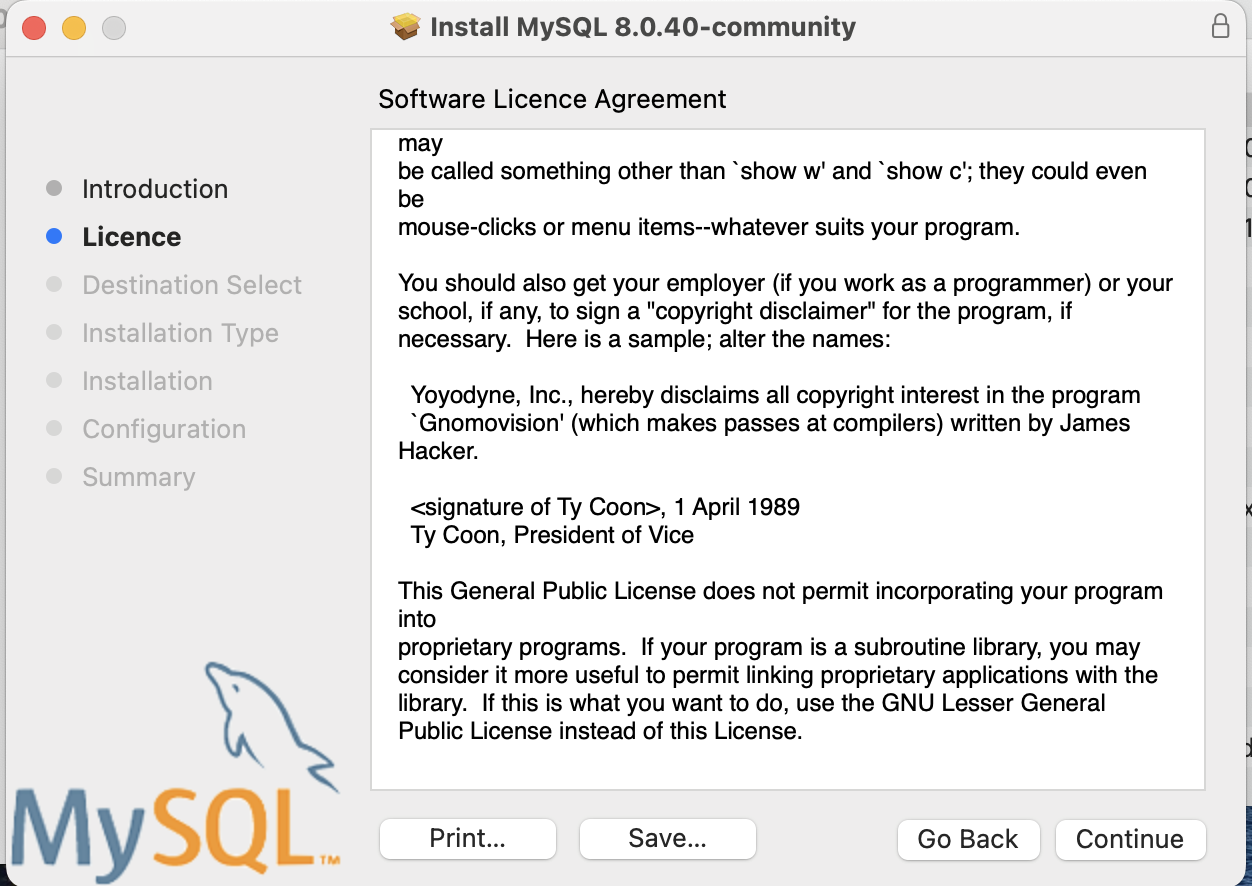 Install MySQL 8.0.40-community
Software Licence Agreement
Introduction
Licence
Destination Select
Installation Type
Installation
Configuration
Summary
may
be called something other than `show w' and `show c'; they could even
be
mouse-clicks or menu items--whatever suits your program.
You should also get your employer (if you work as a programmer) or your
school, if any, to sign a "copyright disclaimer" for the program, if
necessary.  Here is a sample; alter the names:
Yoyodyne, Inc., hereby disclaims all copyright interest in the program
`Gnomovision' (which makes passes at compilers) written by James
Hacker.
<signature of Ty Coon>, 1 April 1989
Ty Coon, President of Vice
This General Public License does not permit incorporating your program
into
proprietary programs.  If your program is a subroutine library, you may
consider it more useful to permit linking proprietary applications with the
library.  If this is what you want to do, use the GNU Lesser General
Public License instead of this License.
MySQL™
Print...
Save...
Go Back
Continue